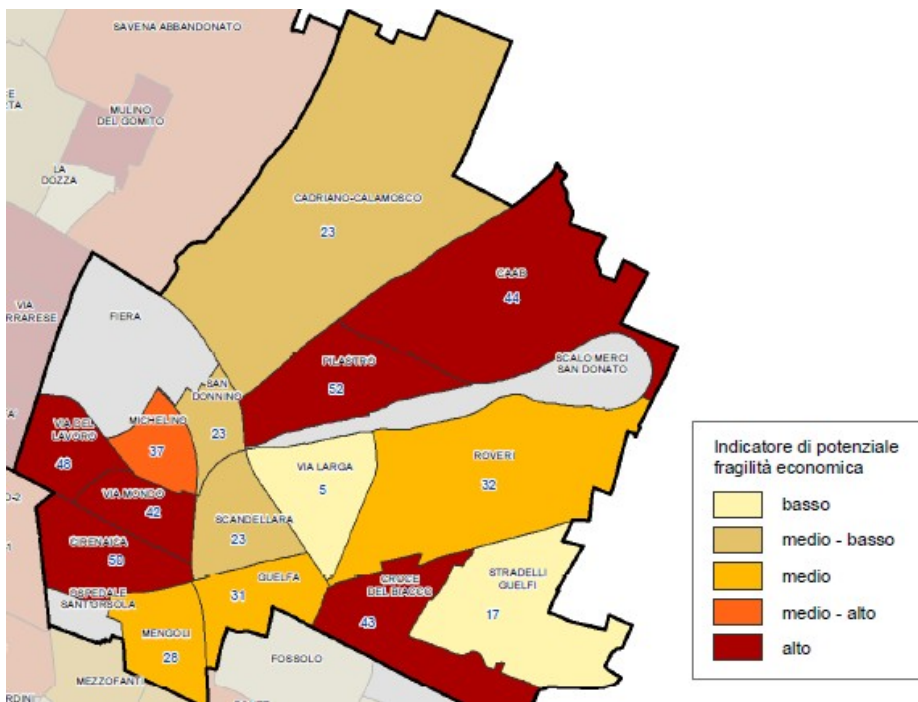 SAVENA ABBANDONATO
MULINO
DEL GOMITO
LA
DOZZA
CADRIANO-CALAMOSCO
23
CAAB
44
VIA
FIERA
SCALO MERCI
SAN DONATO
PILASTRO
52
SAN
DONNINO
23
VIA DEL
LAVORO
48
MICHELINO
37
ROVERI
32
VIA LARGA
5
VIA MONDO
42
SCANDELLARA
23
CIRENAICA
50
GUELFA
31
STRADELLI
GUELFI
17
CROCE
DEL BIACCO
43
OSPEDALE
SANT'ORSOLA
MENGOLI
28
FOSSOLO
MEZZOFANTI
Indicatore di potenziale
fragilità economica
basso
medio - basso
medio
medio - alto
alto